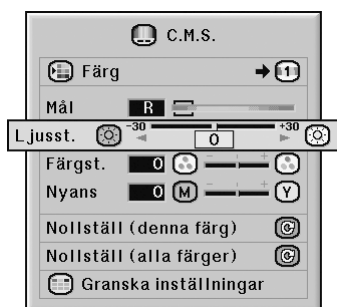 C.M.S.
Färg 1
Mål R
Ljusst. -30 0 +30
Färgst. 0 - +
Nyans 0 M - + Y
Nollställ (denna färg)
Nollställ (alla färger)
Granska inställningar